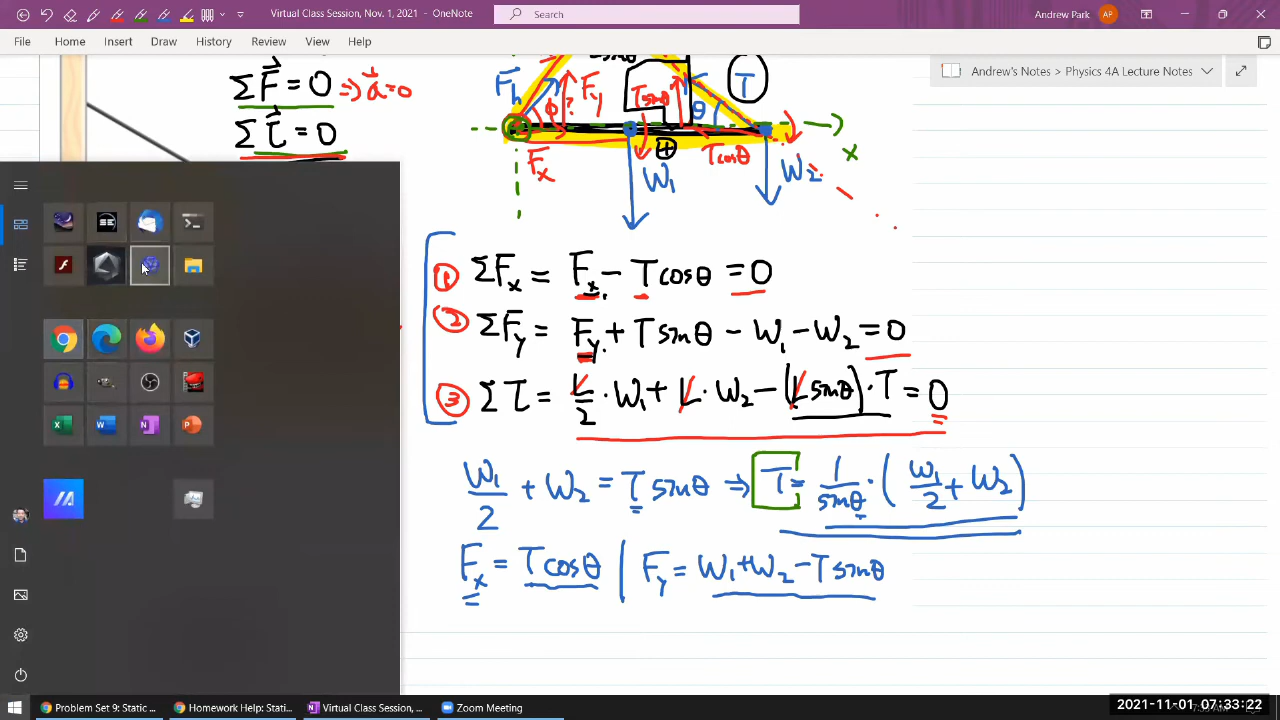 Virtual Class Session, Nov. 1, 2021 - OneNote
Search
Andrew Park
AP
File Home Insert Draw History Review View Help
Andrew's Notes > Physics 4A Lecture Notes >
ΣF⃗ = 0 ⇒ a⃗ = 0
Στ⃗ = 0
F⃗h
Fy
?
Φ
Fx
Tsinθ
T
θ
Tcosθ
+
W1
W2
x
① ΣFx = Fx - Tcosθ = 0
② ΣFy = Fy + Tsinθ - W1 - W2 = 0
③ Στ = L/2 · W1 + L · W2 - (L sinθ) · T = 0
W1/2 + W2 = T sinθ ⇒ T = 1/sinθ · (W1/2 + W2)
Fx = Tcosθ | Fy = W1 + W2 - Tsinθ
Problem Set 9: Static ...
Homework Help: Stati...
Virtual Class Session, ...
Zoom Meeting
2021-11-01 07:33:22